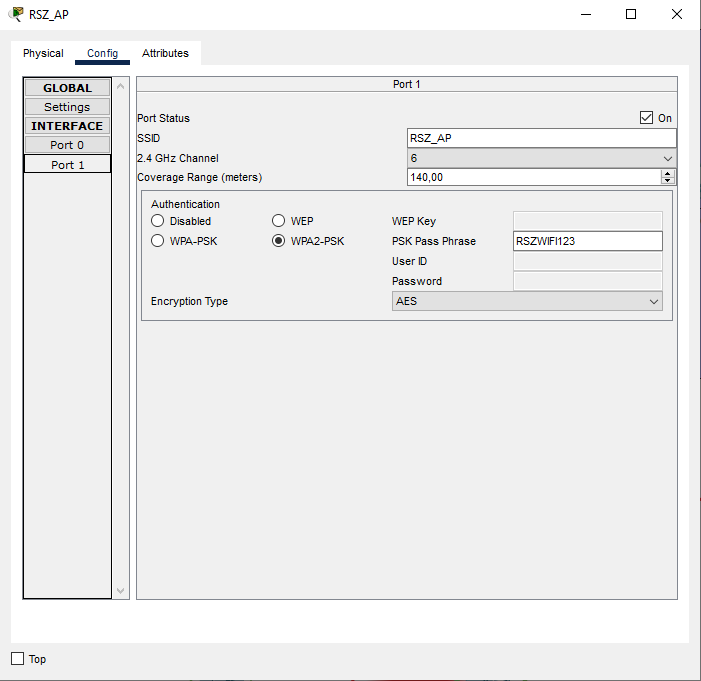 RSZ_AP
Physical Config Attributes
GLOBAL
Settings
INTERFACE
Port 0
Port 1
Port 1
Port Status On
SSID RSZ_AP
2.4 GHz Channel 6
Coverage Range (meters) 140,00
Authentication
Disabled WEP WEP Key
WPA-PSK WPA2-PSK PSK Pass Phrase RSZWIFI123
User ID
Password
Encryption Type AES
Top